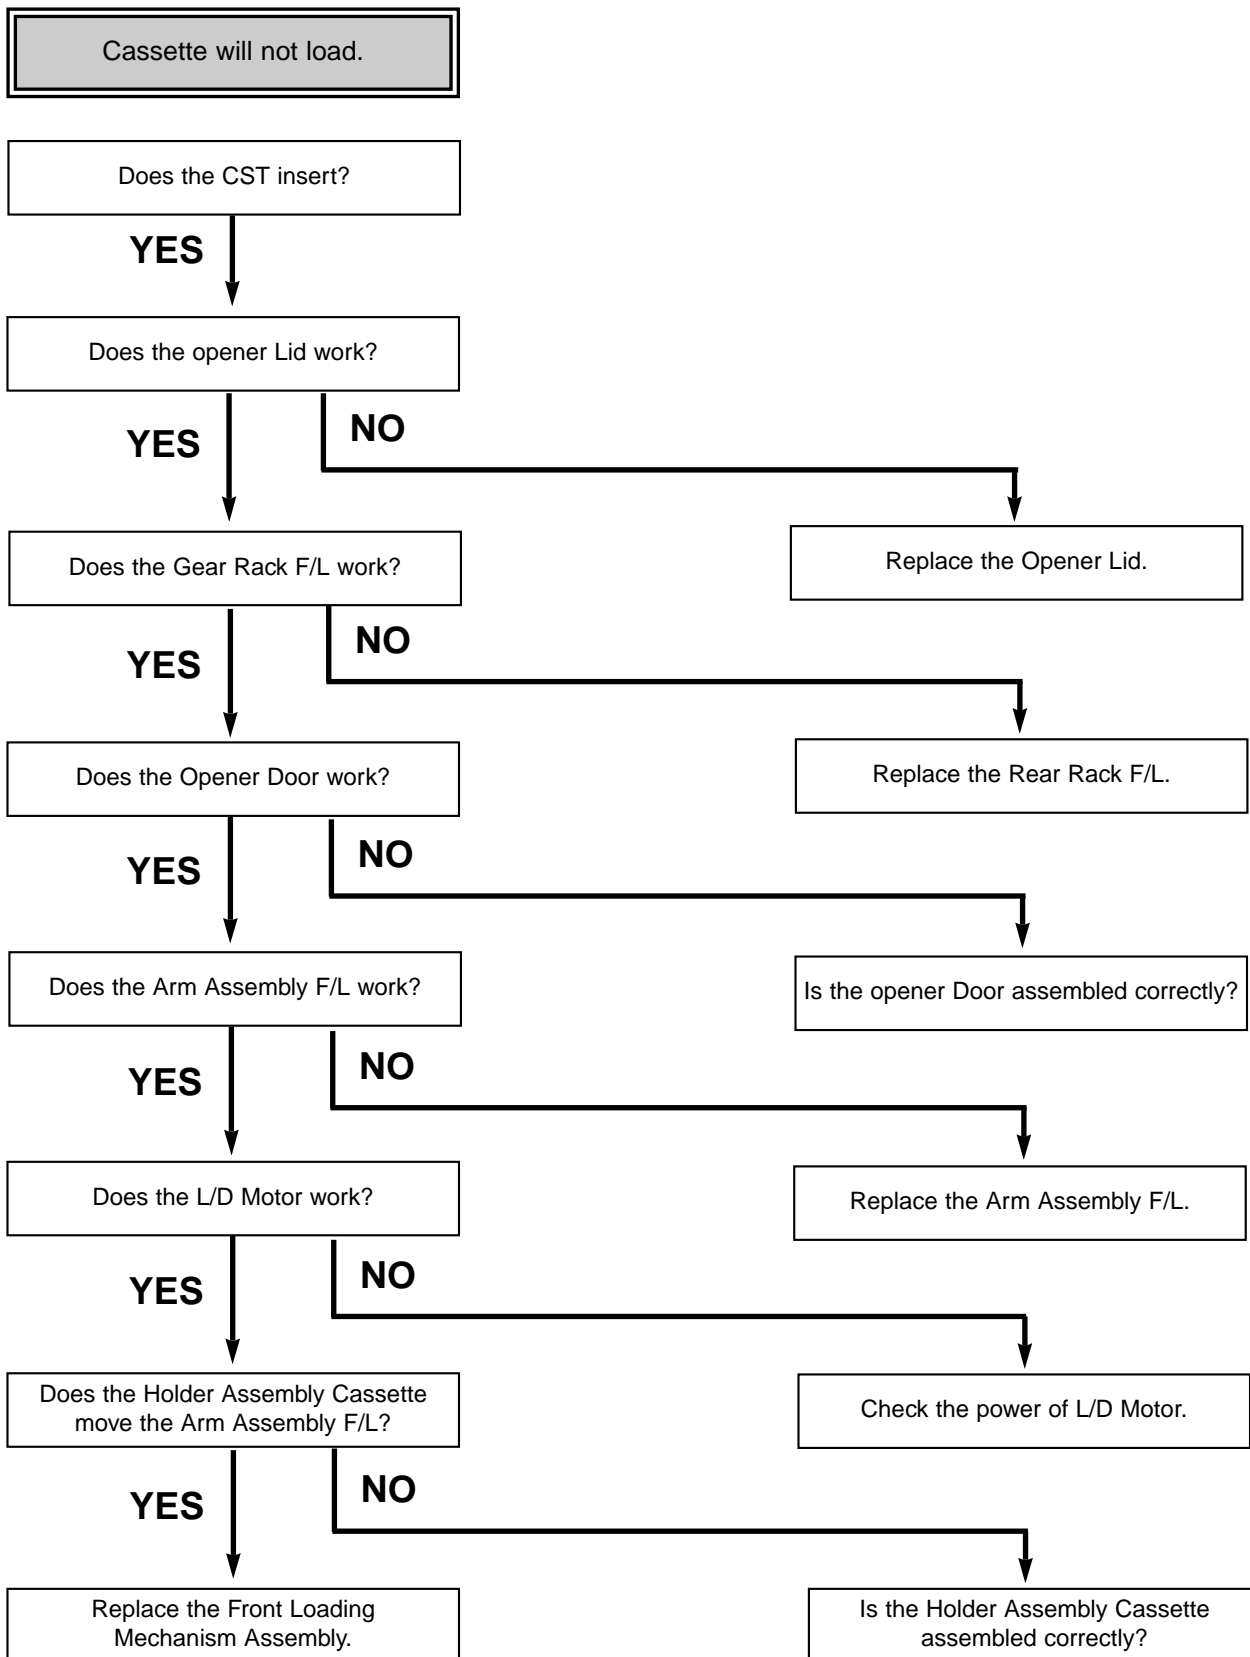 Cassette will not load.
Does the CST insert?
YES
Does the opener Lid work?
YES
NO
Does the Gear Rack F/L work?
Replace the Opener Lid.
YES
NO
Does the Opener Door work?
Replace the Rear Rack F/L.
YES
NO
Does the Arm Assembly F/L work?
Is the opener Door assembled correctly?
YES
NO
Does the L/D Motor work?
Replace the Arm Assembly F/L.
YES
NO
Does the Holder Assembly Cassette
move the Arm Assembly F/L?
Check the power of L/D Motor.
YES
NO
Replace the Front Loading
Mechanism Assembly.
Is the Holder Assembly Cassette
assembled correctly?